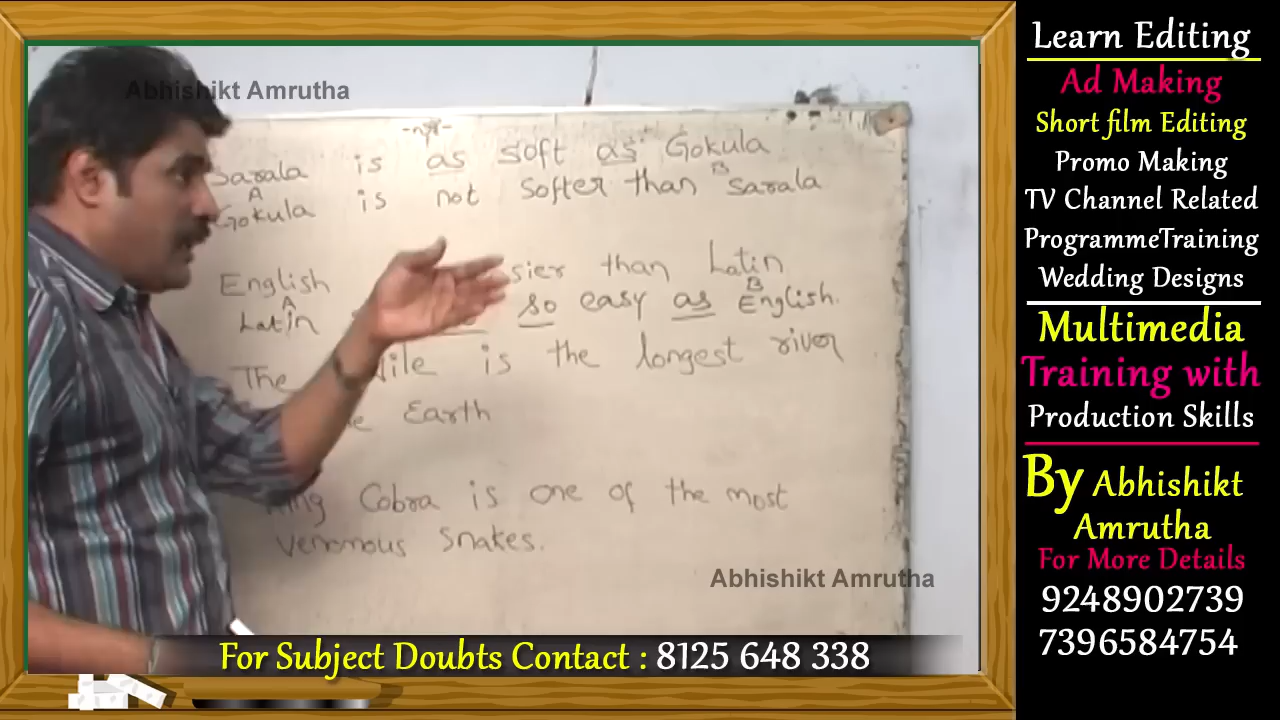 Abhishikt Amrutha
Sarala is as soft as Gokula
A B
Gokula is not softer than Sarala
English sier than Latin
A B
Latin so easy as English.
The Nile is the longest river
Earth
Cobra is one of the most
venomous snakes.
Abhishikt Amrutha
For Subject Doubts Contact : 8125 648 338
Learn Editing
Ad Making
Short film Editing
Promo Making
TV Channel Related
ProgrammeTraining
Wedding Designs
Multimedia
Training with
Production Skills
By Abhishikt
Amrutha
For More Details
9248902739
7396584754